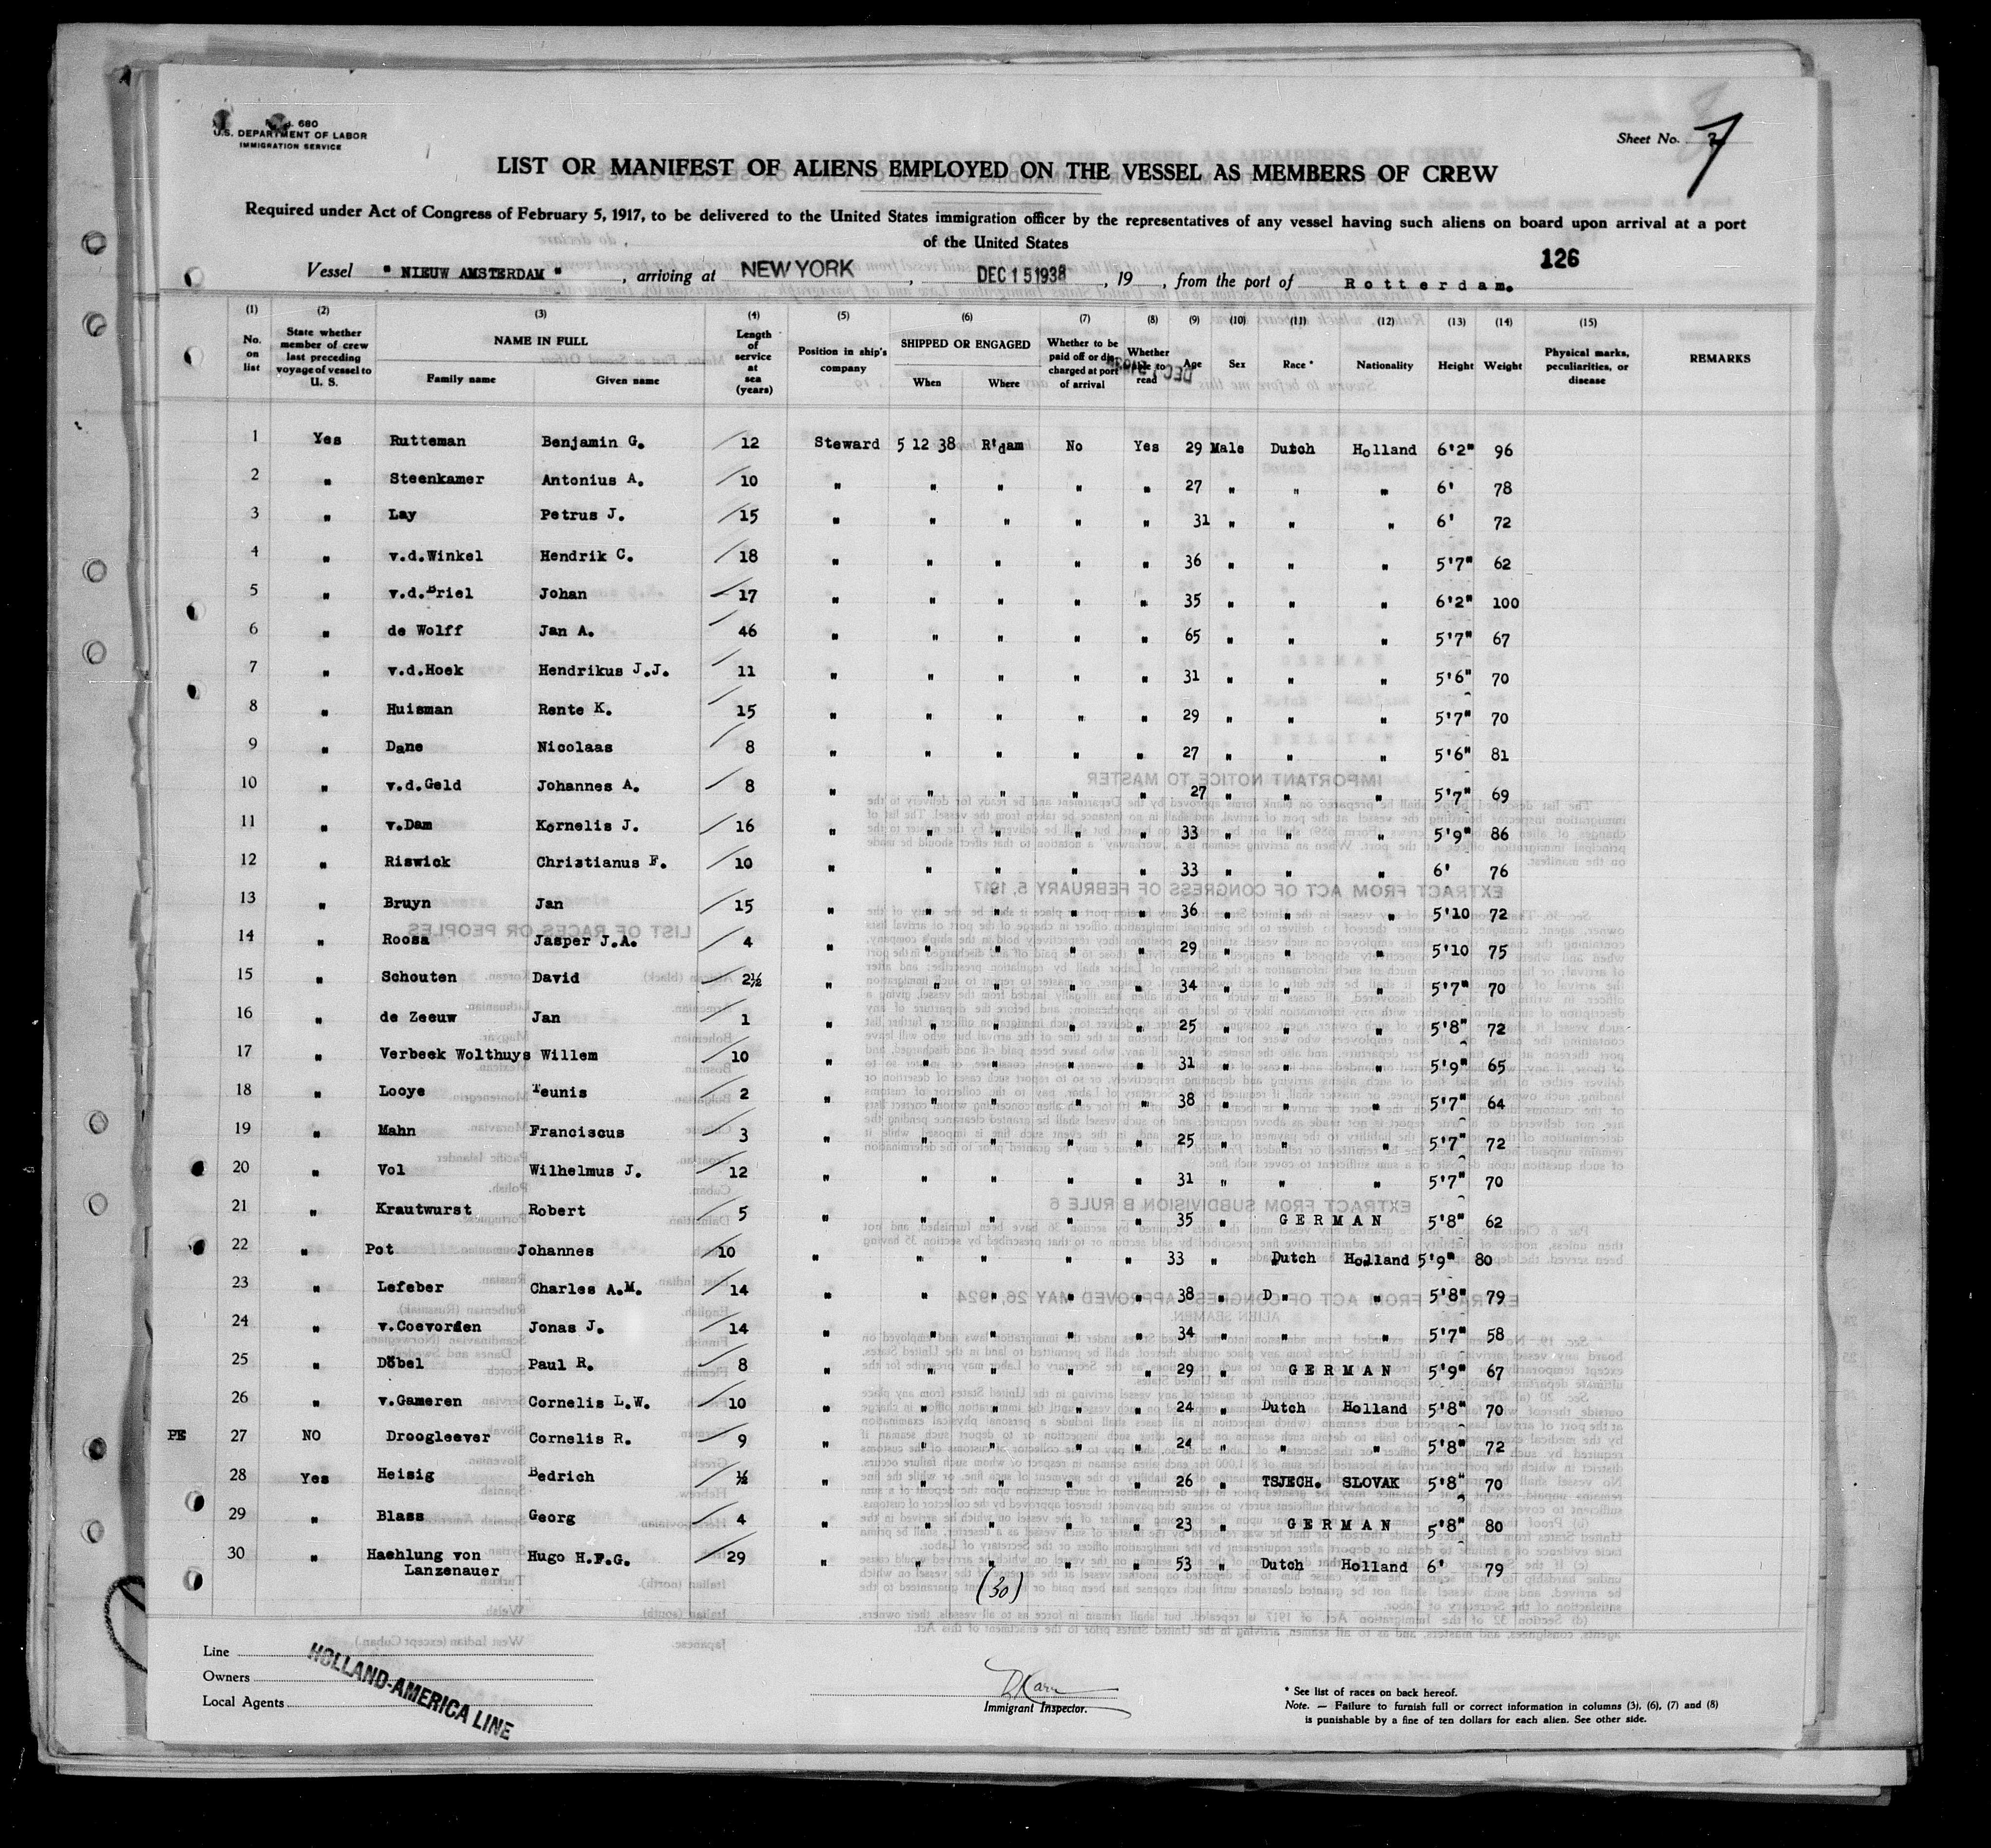 680
U.S. DEPARTMENT OF LABOR
IMMIGRATION SERVICE
Sheet No. 7
LIST OR MANIFEST OF ALIENS EMPLOYED ON THE VESSEL AS MEMBERS OF CREW
Required under Act of Congress of February 5, 1917, to be delivered to the United States immigration officer by the representatives of any vessel having such aliens on board upon arrival at a port
of the United States
126
Vessel "NIEUW AMSTERDAM", arriving at NEW YORK, DEC 15 1938, 19, from the port of Rotterdam.
(1) (2) (3) (4) (5) (6) (7) (8) (9) (10) (11) (12) (13) (14) (15)
No. on list | State whether member of crew last preceding voyage of vessel to U. S. | NAME IN FULL Family name Given name | Length of service at sea (years) | Position in ship's company | SHIPPED OR ENGAGED When Where | Whether to be paid off or discharged at port of arrival | Whether able to read | Age | Sex | Race * | Nationality | Height | Weight | Physical marks, peculiarities, or disease | REMARKS
1 Yes Rutteman Benjamin G. 12 Steward 5 12 38 R'dam No Yes 29 Male Dutch Holland 6'2" 96
2 " Steenkamer Antonius A. 10 " " " " " 27 " " " 6' 78
3 " Lay Petrus J. 15 " " " " " 31 " " " 6' 72
4 " v.d.Winkel Hendrik C. 18 " " " " " 36 " " " 5'7" 62
5 " v.d.Briel Johan 17 " " " " " 35 " " " 6'2" 100
6 " de Wolff Jan A. 46 " " " " " 65 " " " 5'7" 67
7 " v.d.Hoek Hendrikus J.J. 11 " " " " " 31 " " " 5'6" 70
8 " Huisman Rente K. 15 " " " " " 29 " " " 5'7" 70
9 " Dane Nicolaas 8 " " " " " 27 " " " 5'6" 81
10 " v.d.Geld Johannes A. 8 " " " " " 27 " " " 5'7" 69
11 " v.Dam Kornelis J. 16 " " " " " 33 " " " 5'9" 86
12 " Riswick Christianus F. 10 " " " " " 33 " " " 6' 76
13 " Bruyn Jan 15 " " " " " 36 " " " 5'10 72
14 " Roosa Jasper J.A. 4 " " " " " 29 " " " 5'10 75
15 " Schouten David 2½ " " " " " 34 " " " 5'7" 70
16 " de Zeeuw Jan 1 " " " " " 25 " " " 5'8" 72
17 " Verbeek Wolthuys Willem 10 " " " " " 31 " " " 5'9" 65
18 " Looye Teunis 2 " " " " " 38 " " " 5'7" 64
19 " Mahn Franciscus 3 " " " " " 25 " " " 5'7" 72
20 " Vol Wilhelmus J. 12 " " " " " 31 " " " 5'7" 70
21 " Krautwurst Robert 5 " " " " " 35 " GERMAN 5'8" 62
22 " Pot Johannes 10 " " " " " 33 " Dutch Holland 5'9" 80
23 " Lefeber Charles A.M. 14 " " " " " 38 " D " " 5'8" 79
24 " v.Coevorden Jonas J. 14 " " " " " 34 " " " 5'7" 58
25 " Döbel Paul R. 8 " " " " " 29 " GERMAN 5'9" 67
26 " v.Gameren Cornelis L.W. 10 " " " " " 24 " Dutch Holland 5'8" 70
PE 27 NO Droogleever Cornelis R. 9 " " " " " 24 " " " 5'8" 72
28 Yes Heisig Bedrich ½ " " " " " 26 " TSJECH. SLOVAK 5'8" 70
29 " Blass Georg 4 " " " " " 23 " GERMAN 5'8" 80
30 " Haehlung von Lanzenauer Hugo H.F.G. 29 " " " " " 53 " Dutch Holland 6' 79
(30)
Line
Owners
Local Agents
HOLLAND-AMERICA LINE
Immigrant Inspector.
* See list of races on back hereof.
Note. — Failure to furnish full or correct information in columns (3), (6), (7) and (8)
is punishable by a fine of ten dollars for each alien. See other side.